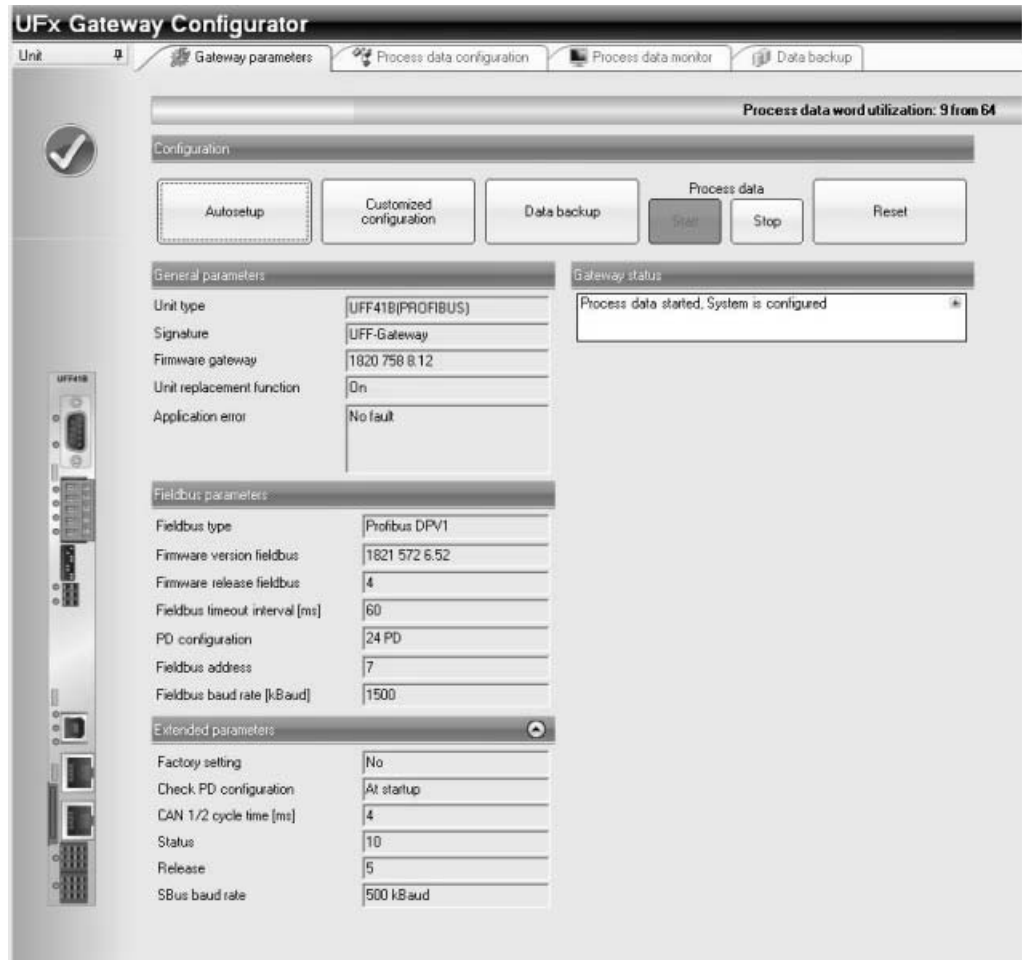 UFx Gateway Configurator
Unit
Gateway parameters
Process data configuration
Process data monitor
Data backup
Process data word utilization: 9 from 64
Configuration
Autosetup
Customized
configuration
Data backup
Process data
Start
Stop
Reset
General parameters
Unit type UFF41B(PROFIBUS)
Signature UFF-Gateway
Firmware gateway 1820 758 8.12
Unit replacement function On
Application error No fault
Gateway status
Process data started, System is configured
UFF41B
Fieldbus parameters
Fieldbus type Profibus DPV1
Firmware version fieldbus 1821 572 6.52
Firmware release fieldbus 4
Fieldbus timeout interval [ms] 60
PD configuration 24 PD
Fieldbus address 7
Fieldbus baud rate [kBaud] 1500
Extended parameters
Factory setting No
Check PD configuration At startup
CAN 1/2 cycle time [ms] 4
Status 10
Release 5
SBus baud rate 500 kBaud